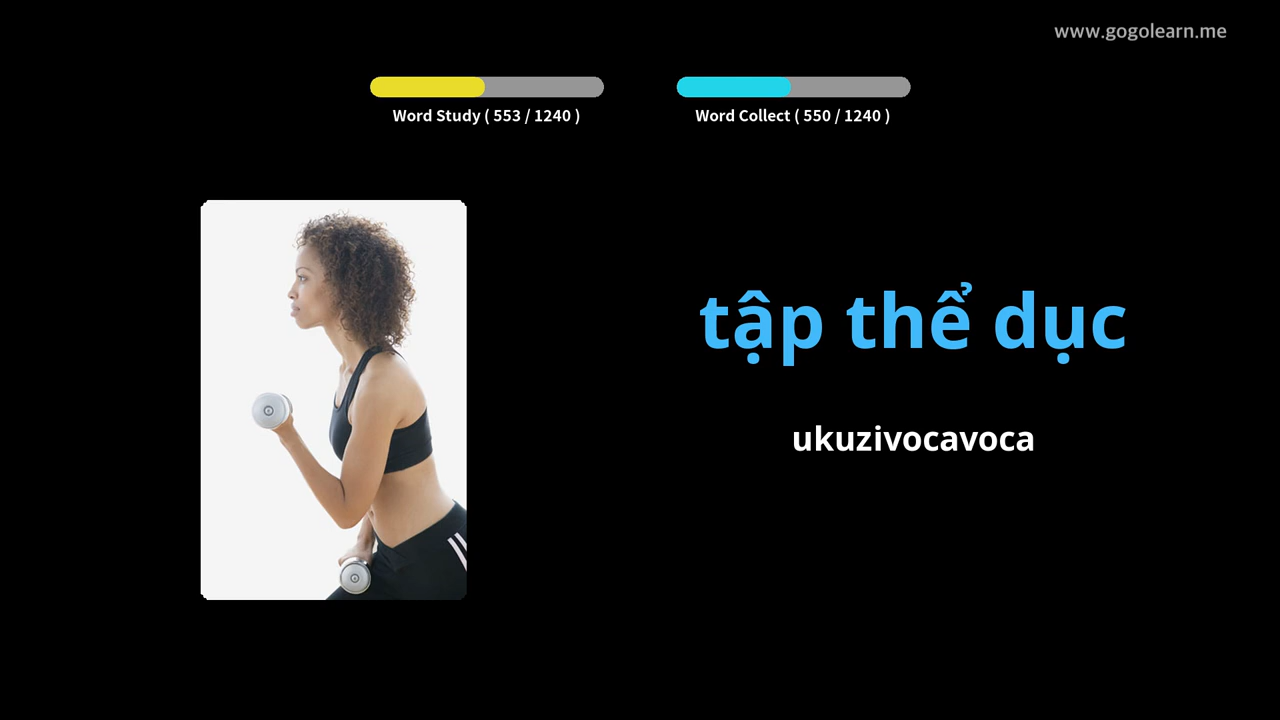 www.gogolearn.me
Word Study ( 553 / 1240 )
Word Collect ( 550 / 1240 )
tập thể dục
ukuzivocavoca